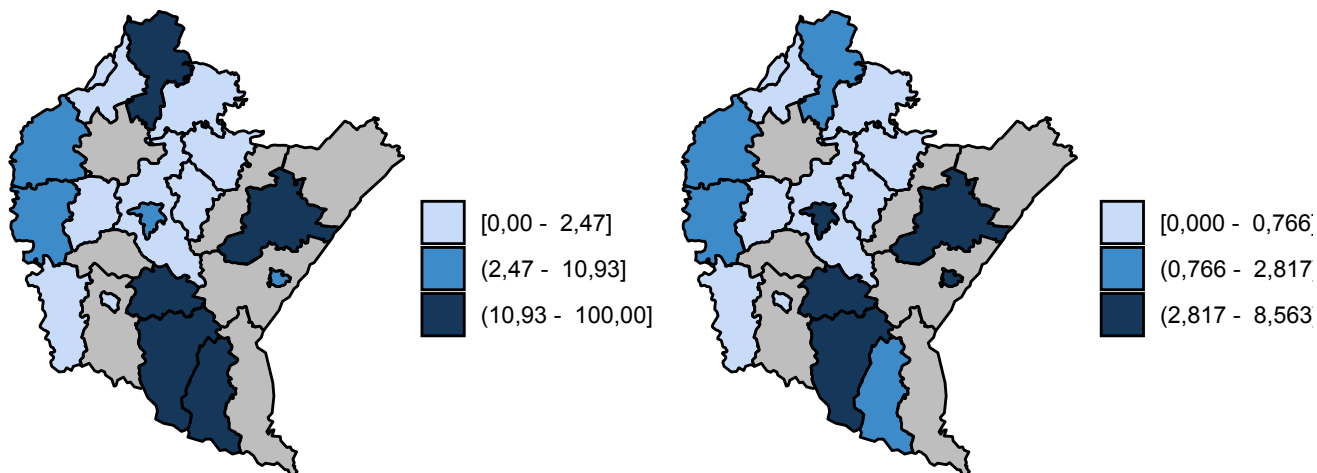 [0,00 -  2,47]
(2,47 -  10,93]
(10,93 -  100,00]
[0,000 -  0,766]
(0,766 -  2,817]
(2,817 -  8,563]